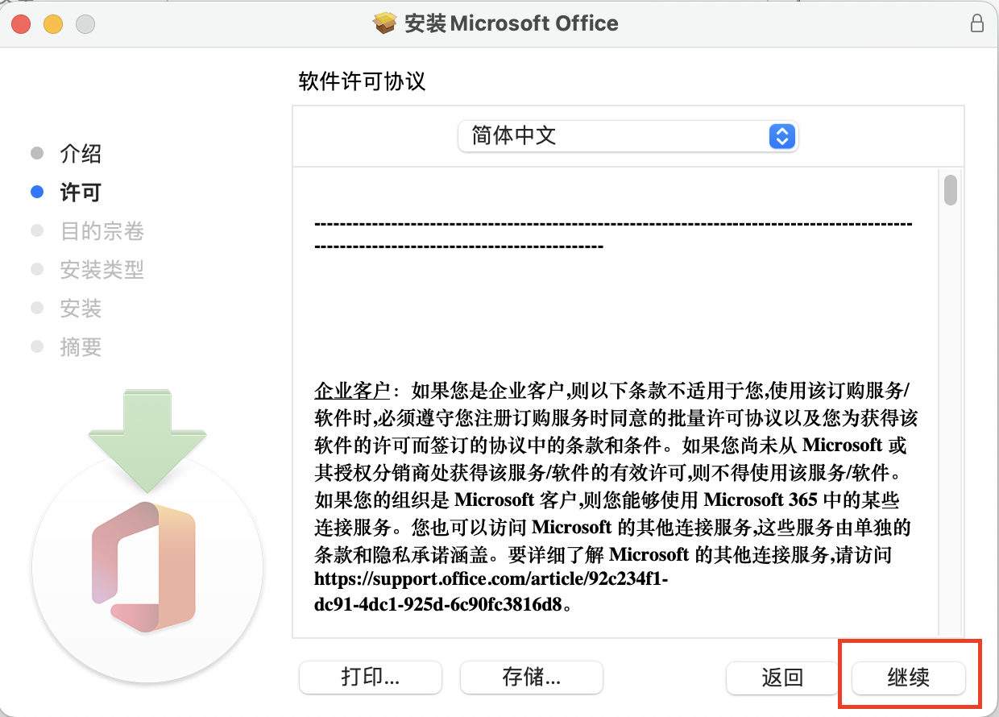 安装 Microsoft Office
软件许可协议
简体中文
介绍
许可
目的宗卷
安装类型
安装
摘要
------------------------------------------------------------------------------------------
--------------------------------------------
企业客户：如果您是企业客户,则以下条款不适用于您,使用该订购服务/
软件时,必须遵守您注册订购服务时同意的批量许可协议以及您为获得该
软件的许可而签订的协议中的条款和条件。如果您尚未从 Microsoft 或
其授权分销商处获得该服务/软件的有效许可,则不得使用该服务/软件。
如果您的组织是 Microsoft 客户,则您能够使用 Microsoft 365 中的某些
连接服务。您也可以访问 Microsoft 的其他连接服务,这些服务由单独的
条款和隐私承诺涵盖。要详细了解 Microsoft 的其他连接服务,请访问
https://support.office.com/article/92c234f1-
dc91-4dc1-925d-6c90fc3816d8。
打印...
存储...
返回
继续